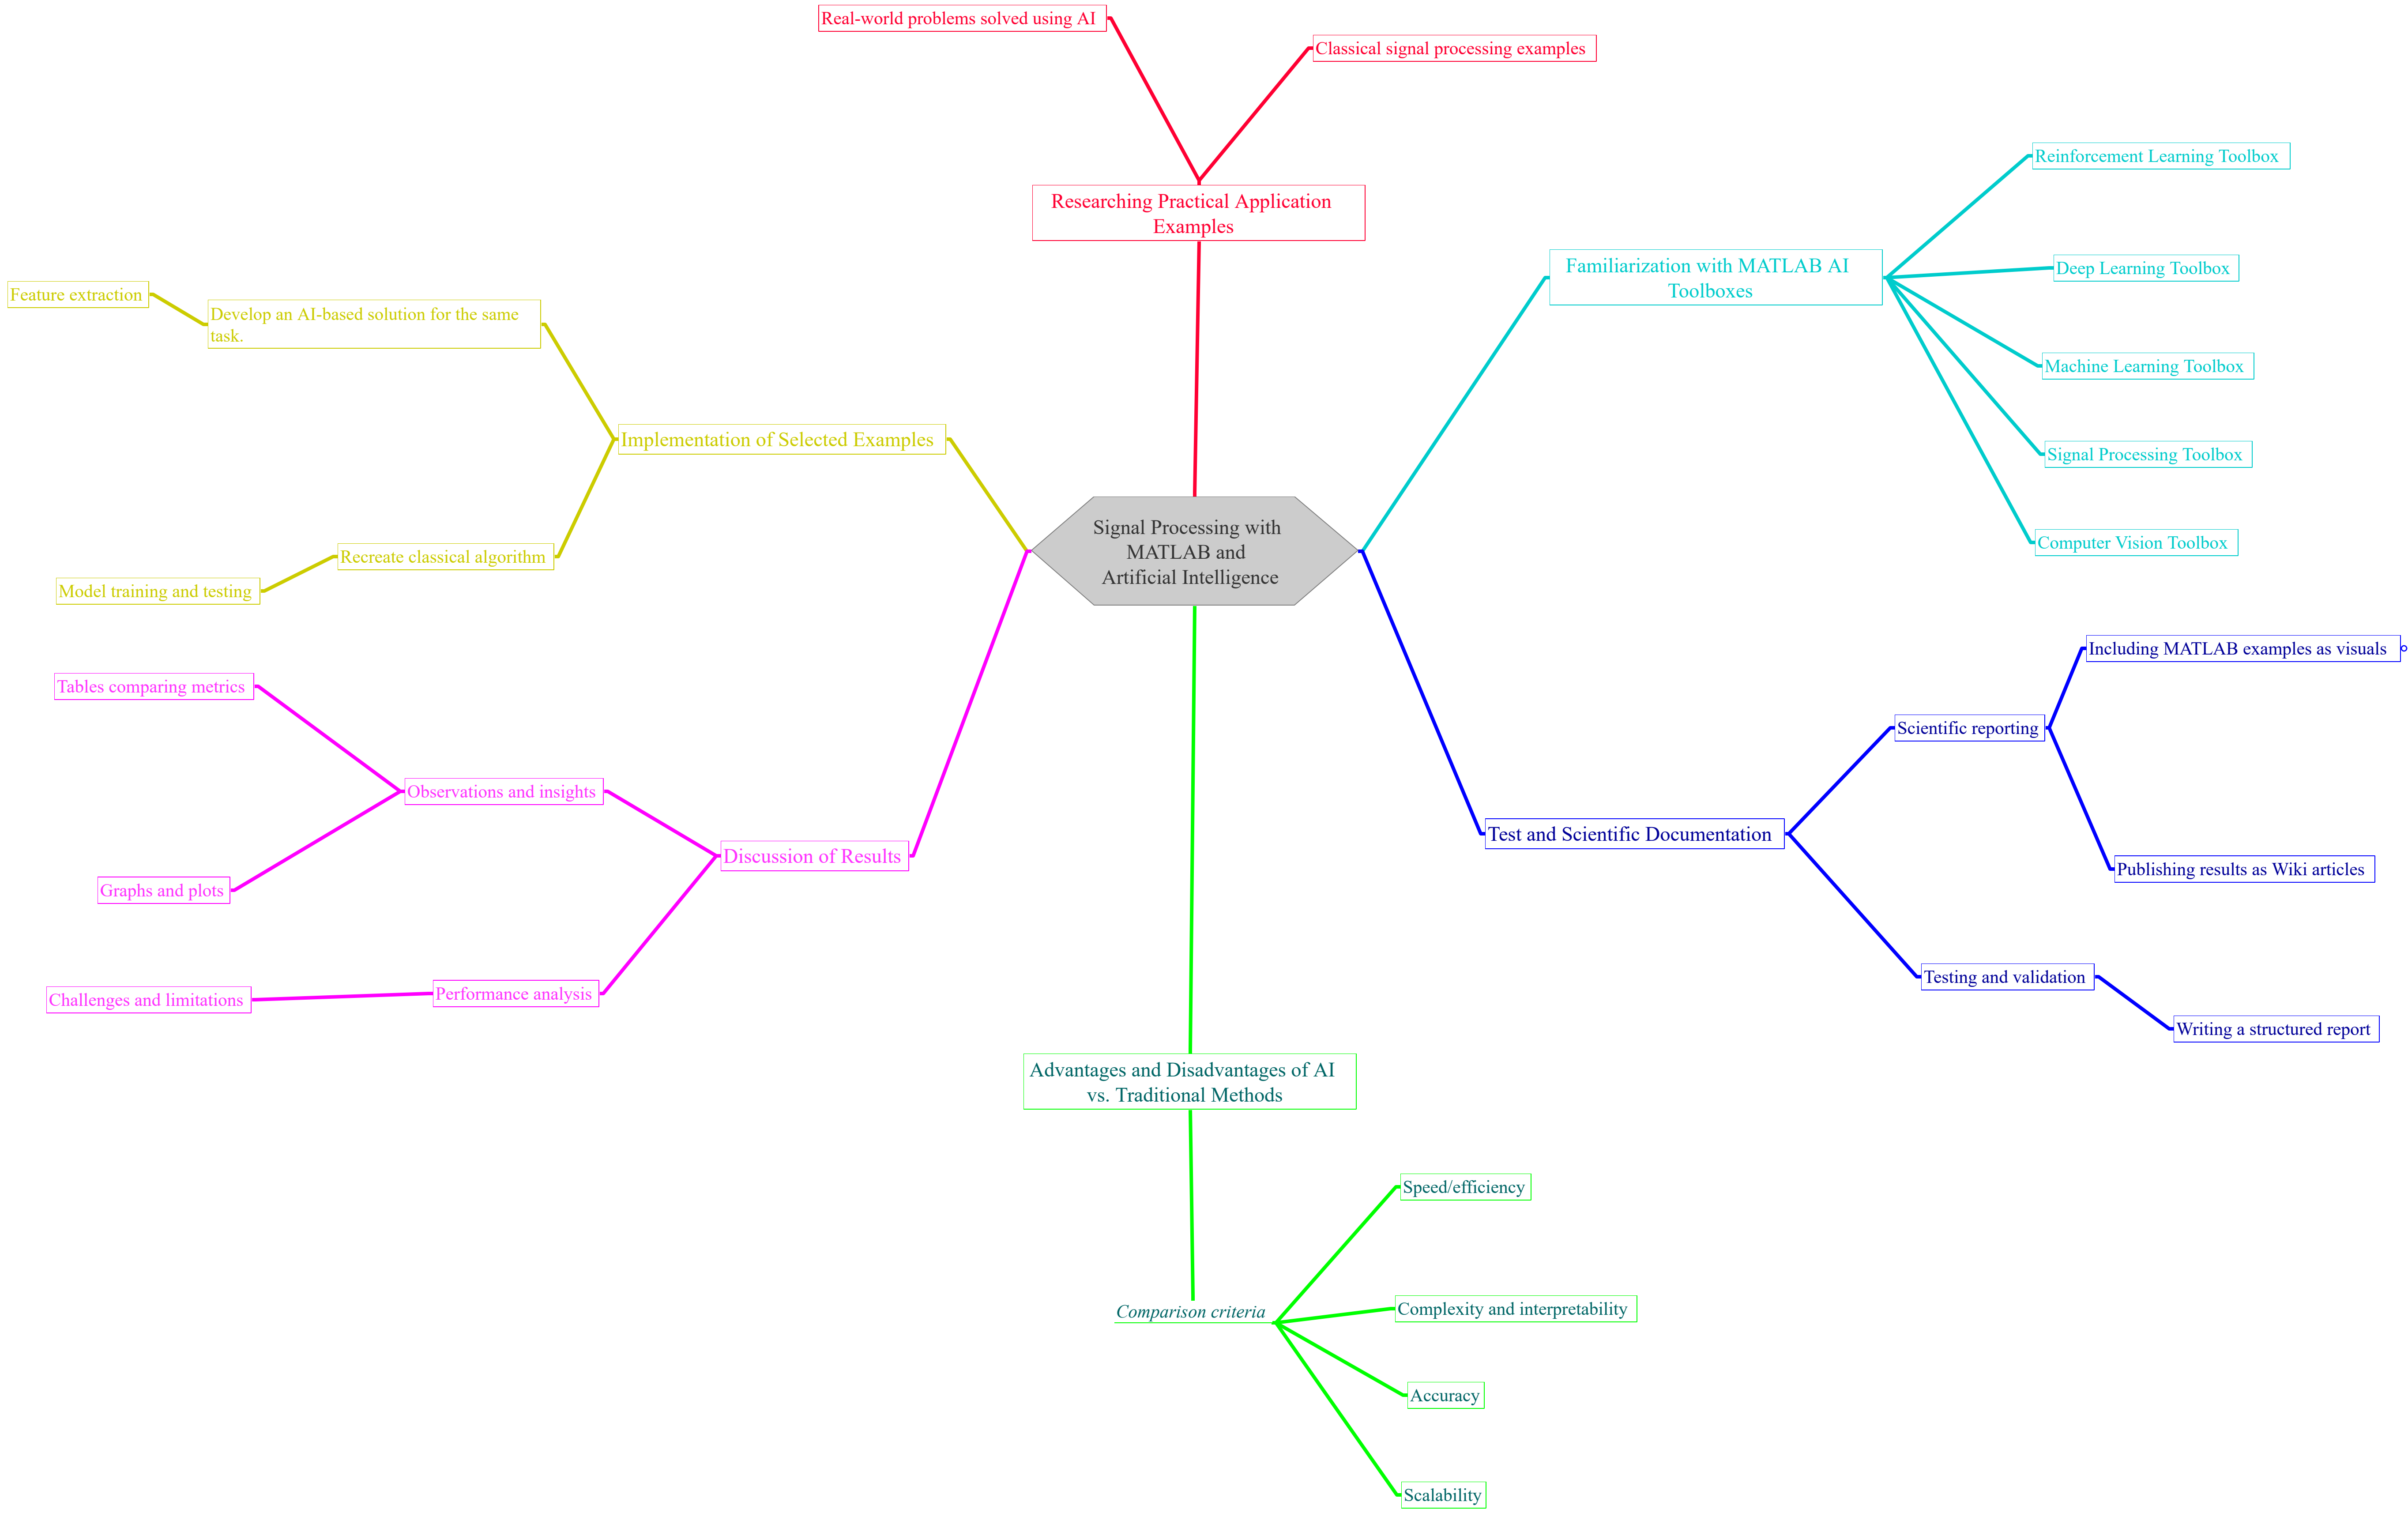 Real-world problems solved using AI
Classical signal processing examples
Researching Practical Application
Examples
Reinforcement Learning Toolbox
Familiarization with MATLAB AI
Toolboxes
Deep Learning Toolbox
Machine Learning Toolbox
Signal Processing Toolbox
Computer Vision Toolbox
Feature extraction
Develop an AI-based solution for the same
task.
Implementation of Selected Examples
Recreate classical algorithm
Model training and testing
Signal Processing with
MATLAB and
Artificial Intelligence
Tables comparing metrics
Observations and insights
Graphs and plots
Discussion of Results
Performance analysis
Challenges and limitations
Including MATLAB examples as visuals
Scientific reporting
Test and Scientific Documentation
Publishing results as Wiki articles
Testing and validation
Writing a structured report
Advantages and Disadvantages of AI
vs. Traditional Methods
Comparison criteria
Speed/efficiency
Complexity and interpretability
Accuracy
Scalability